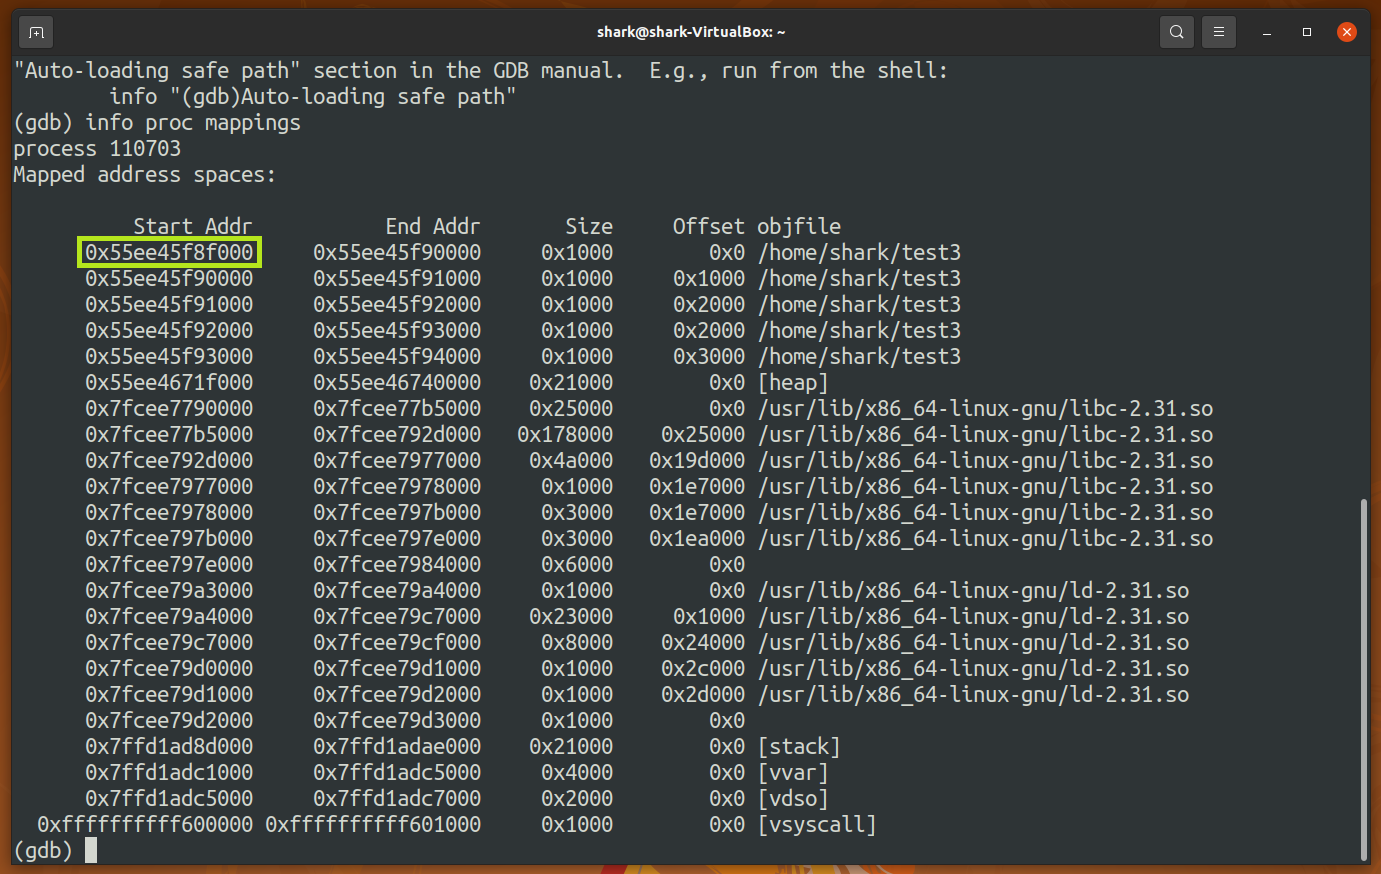 shark@shark-VirtualBox: ~
"Auto-loading safe path" section in the GDB manual.  E.g., run from the shell:
        info "(gdb)Auto-loading safe path"
(gdb) info proc mappings
process 110703
Mapped address spaces:
          Start Addr           End Addr       Size     Offset objfile
      0x55ee45f8f000     0x55ee45f90000     0x1000        0x0 /home/shark/test3
      0x55ee45f90000     0x55ee45f91000     0x1000     0x1000 /home/shark/test3
      0x55ee45f91000     0x55ee45f92000     0x1000     0x2000 /home/shark/test3
      0x55ee45f92000     0x55ee45f93000     0x1000     0x2000 /home/shark/test3
      0x55ee45f93000     0x55ee45f94000     0x1000     0x3000 /home/shark/test3
      0x55ee4671f000     0x55ee46740000    0x21000        0x0 [heap]
      0x7fcee7790000     0x7fcee77b5000    0x25000        0x0 /usr/lib/x86_64-linux-gnu/libc-2.31.so
      0x7fcee77b5000     0x7fcee792d000   0x178000    0x25000 /usr/lib/x86_64-linux-gnu/libc-2.31.so
      0x7fcee792d000     0x7fcee7977000    0x4a000   0x19d000 /usr/lib/x86_64-linux-gnu/libc-2.31.so
      0x7fcee7977000     0x7fcee7978000     0x1000   0x1e7000 /usr/lib/x86_64-linux-gnu/libc-2.31.so
      0x7fcee7978000     0x7fcee797b000     0x3000   0x1e7000 /usr/lib/x86_64-linux-gnu/libc-2.31.so
      0x7fcee797b000     0x7fcee797e000     0x3000   0x1ea000 /usr/lib/x86_64-linux-gnu/libc-2.31.so
      0x7fcee797e000     0x7fcee7984000     0x6000        0x0
      0x7fcee79a3000     0x7fcee79a4000     0x1000        0x0 /usr/lib/x86_64-linux-gnu/ld-2.31.so
      0x7fcee79a4000     0x7fcee79c7000    0x23000     0x1000 /usr/lib/x86_64-linux-gnu/ld-2.31.so
      0x7fcee79c7000     0x7fcee79cf000     0x8000    0x24000 /usr/lib/x86_64-linux-gnu/ld-2.31.so
      0x7fcee79d0000     0x7fcee79d1000     0x1000    0x2c000 /usr/lib/x86_64-linux-gnu/ld-2.31.so
      0x7fcee79d1000     0x7fcee79d2000     0x1000    0x2d000 /usr/lib/x86_64-linux-gnu/ld-2.31.so
      0x7fcee79d2000     0x7fcee79d3000     0x1000        0x0
      0x7ffd1ad8d000     0x7ffd1adae000    0x21000        0x0 [stack]
      0x7ffd1adc1000     0x7ffd1adc5000     0x4000        0x0 [vvar]
      0x7ffd1adc5000     0x7ffd1adc7000     0x2000        0x0 [vdso]
  0xffffffffff600000 0xffffffffff601000     0x1000        0x0 [vsyscall]
(gdb)